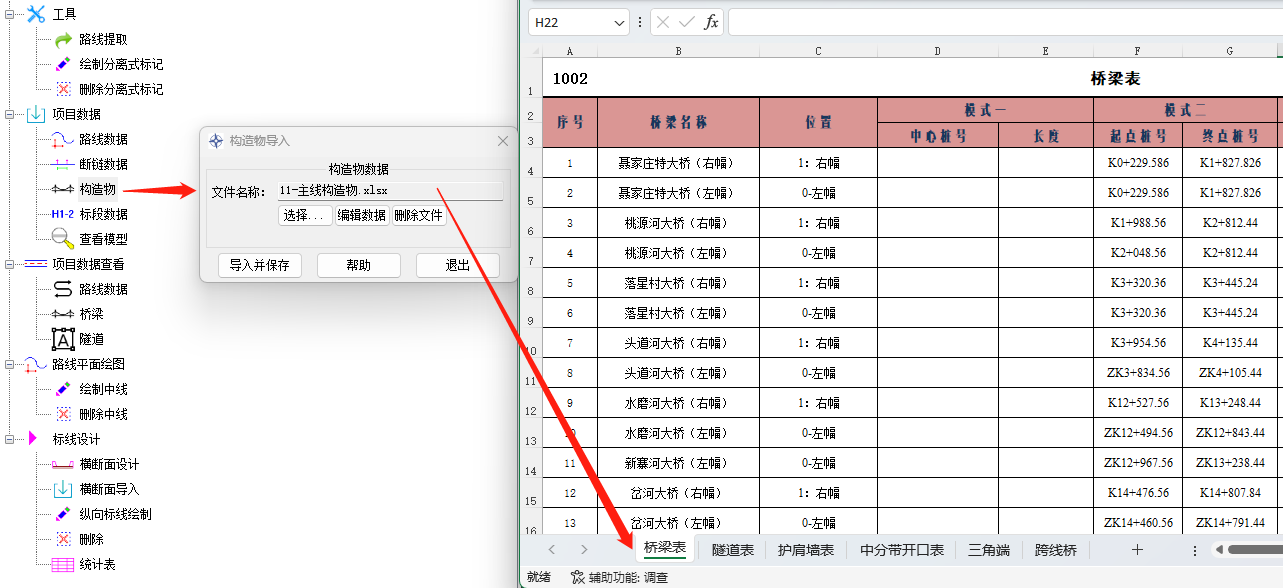 工具
路线提取
绘制分离式标记
删除分离式标记
项目数据
路线数据
断链数据
构造物
H1-2 标段数据
查看模型
项目数据查看
路线数据
桥梁
A 隧道
路线平面绘图
绘制中线
删除中线
标线设计
横断面设计
横断面导入
纵向标线绘制
删除
统计表
构造物导入
构造物数据
文件名称： 11-主线构造物.xlsx
选择... 编辑数据 删除文件
导入并保存 帮助 退出
H22 fx
A B C D E F G
1 1002 桥梁表
2 序号 桥梁名称 位置 模式一 模式二
3 中心桩号 长度 起点桩号 终点桩号
4 1 聂家庄特大桥（右幅） 1：右幅 K0+229.586 K1+827.826
5 2 聂家庄特大桥（左幅） 0-左幅 K0+229.586 K1+827.826
6 3 桃源河大桥（右幅） 1：右幅 K1+988.56 K2+812.44
7 4 桃源河大桥（左幅） 0-左幅 K2+048.56 K2+812.44
8 5 落星村大桥（右幅） 1：右幅 K3+320.36 K3+445.24
9 6 落星村大桥（左幅） 0-左幅 K3+320.36 K3+445.24
10 7 头道河大桥（右幅） 1：右幅 K3+954.56 K4+135.44
11 8 头道河大桥（左幅） 0-左幅 ZK3+834.56 ZK4+105.44
12 9 水磨河大桥（右幅） 1：右幅 K12+527.56 K13+248.44
13 10 水磨河大桥（左幅） 0-左幅 ZK12+494.56 ZK12+843.44
14 11 新寨河大桥（左幅） 0-左幅 ZK12+967.56 ZK13+238.44
15 12 岔河大桥（右幅） 1：右幅 K14+476.56 K14+807.84
16 13 岔河大桥（左幅） 0-左幅 ZK14+460.56 ZK14+791.44
桥梁表 隧道表 护肩墙表 中分带开口表 三角端 跨线桥
就绪 辅助功能: 调查